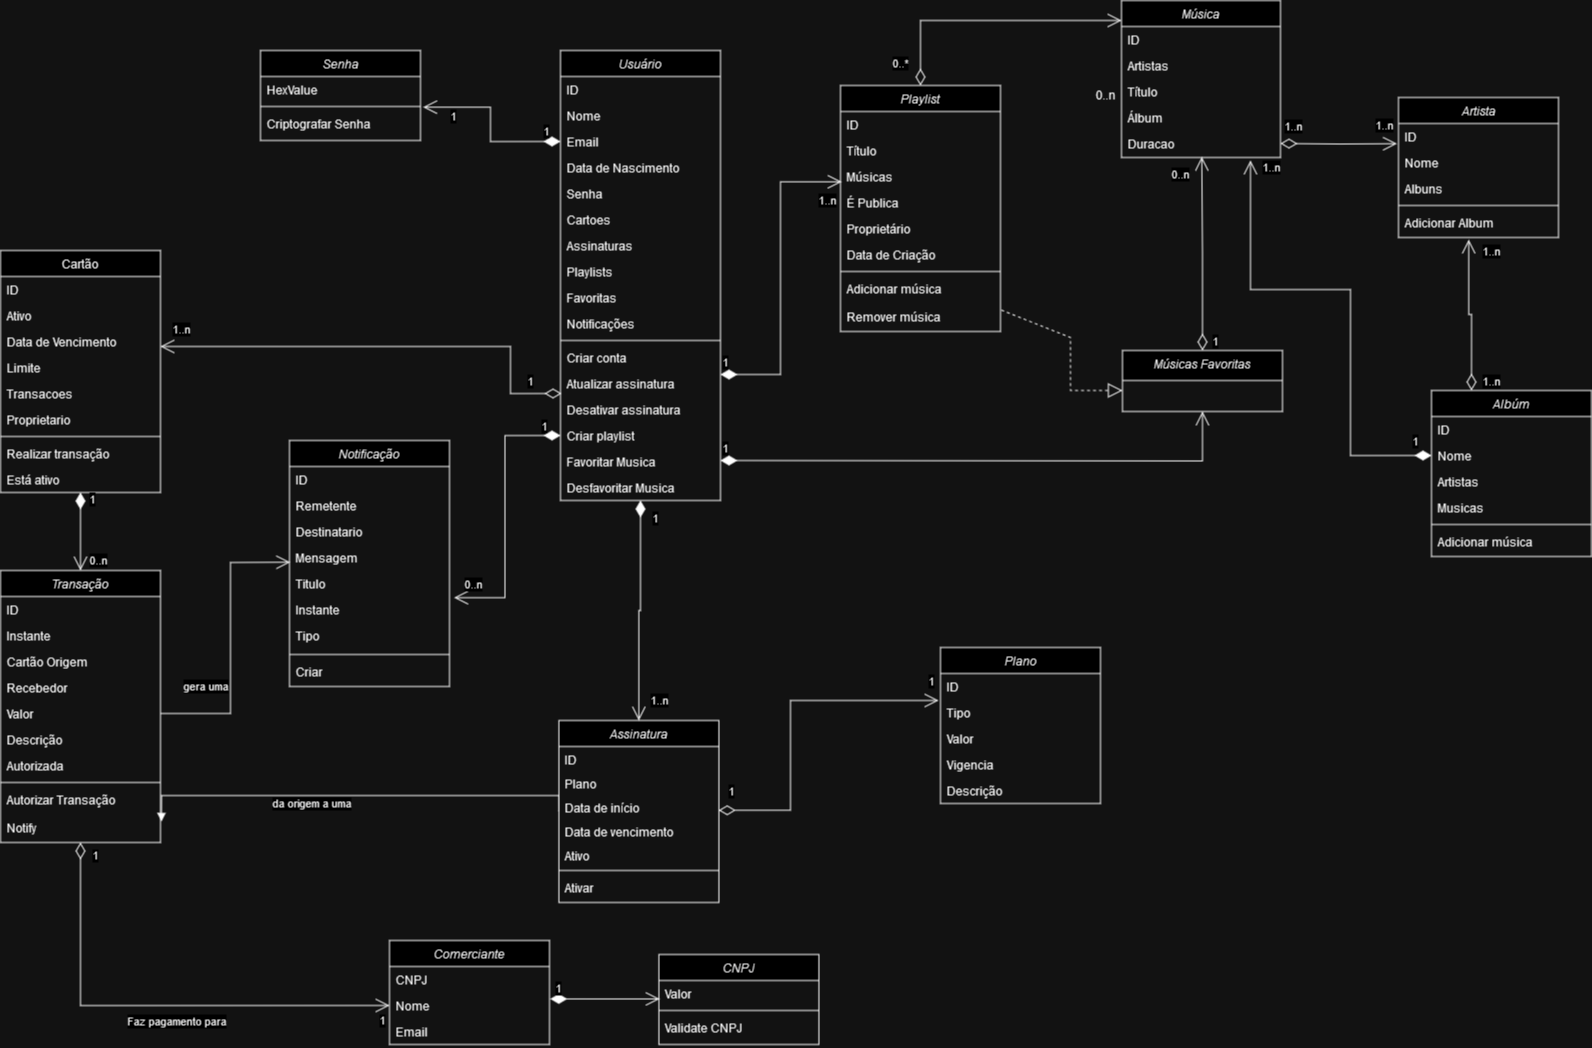 Senha
HexValue
Criptografar Senha
1
1
Usuário
ID
Nome
Email
Data de Nascimento
Senha
Cartoes
Assinaturas
Playlists
Favoritas
Notificações
Criar conta
Atualizar assinatura
Desativar assinatura
Criar playlist
Favoritar Musica
Desfavoritar Musica
1
1
1
1
1
0..*
Playlist
ID
Título
Músicas
É Publica
Proprietário
Data de Criação
Adicionar música
Remover música
1..n
Música
ID
Artistas
Título
Álbum
Duracao
0..n
0..n
1..n
1..n
1..n
Artista
ID
Nome
Albuns
Adicionar Album
1..n
1
Músicas Favoritas
1..n
Albúm
ID
Nome
Artistas
Musicas
Adicionar música
1
Cartão
ID
Ativo
Data de Vencimento
Limite
Transacoes
Proprietario
Realizar transação
Está ativo
1..n
1
0..n
Notificação
ID
Remetente
Destinatario
Mensagem
Titulo
Instante
Tipo
Criar
0..n
Transação
ID
Instante
Cartão Origem
Recebedor
Valor
Descrição
Autorizada
Autorizar Transação
Notify
gera uma
da origem a uma
1
1..n
Assinatura
ID
Plano
Data de início
Data de vencimento
Ativo
Ativar
1
1
Plano
ID
Tipo
Valor
Vigencia
Descrição
Faz pagamento para
1
Comerciante
CNPJ
Nome
Email
1
CNPJ
Valor
Validate CNPJ